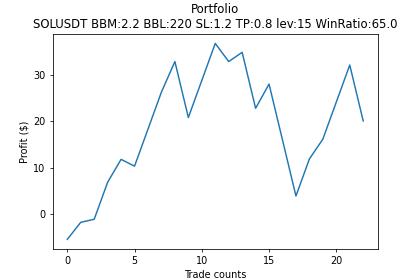 Portfolio
SOLUSDT BBM:2.2 BBL:220 SL:1.2 TP:0.8 lev:15 WinRatio:65.0
30
20
10
0
Profit ($)
0 5 10 15 20
Trade counts